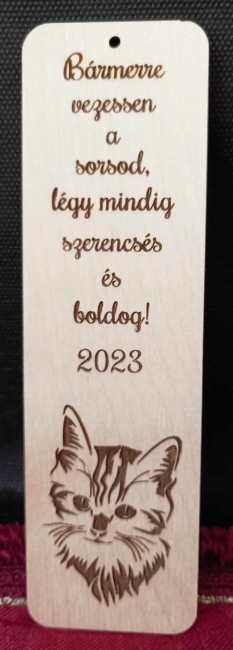 Bármerre
vezessen
a
sorsod,
légy mindig
szerencsés
és
boldog!
2023